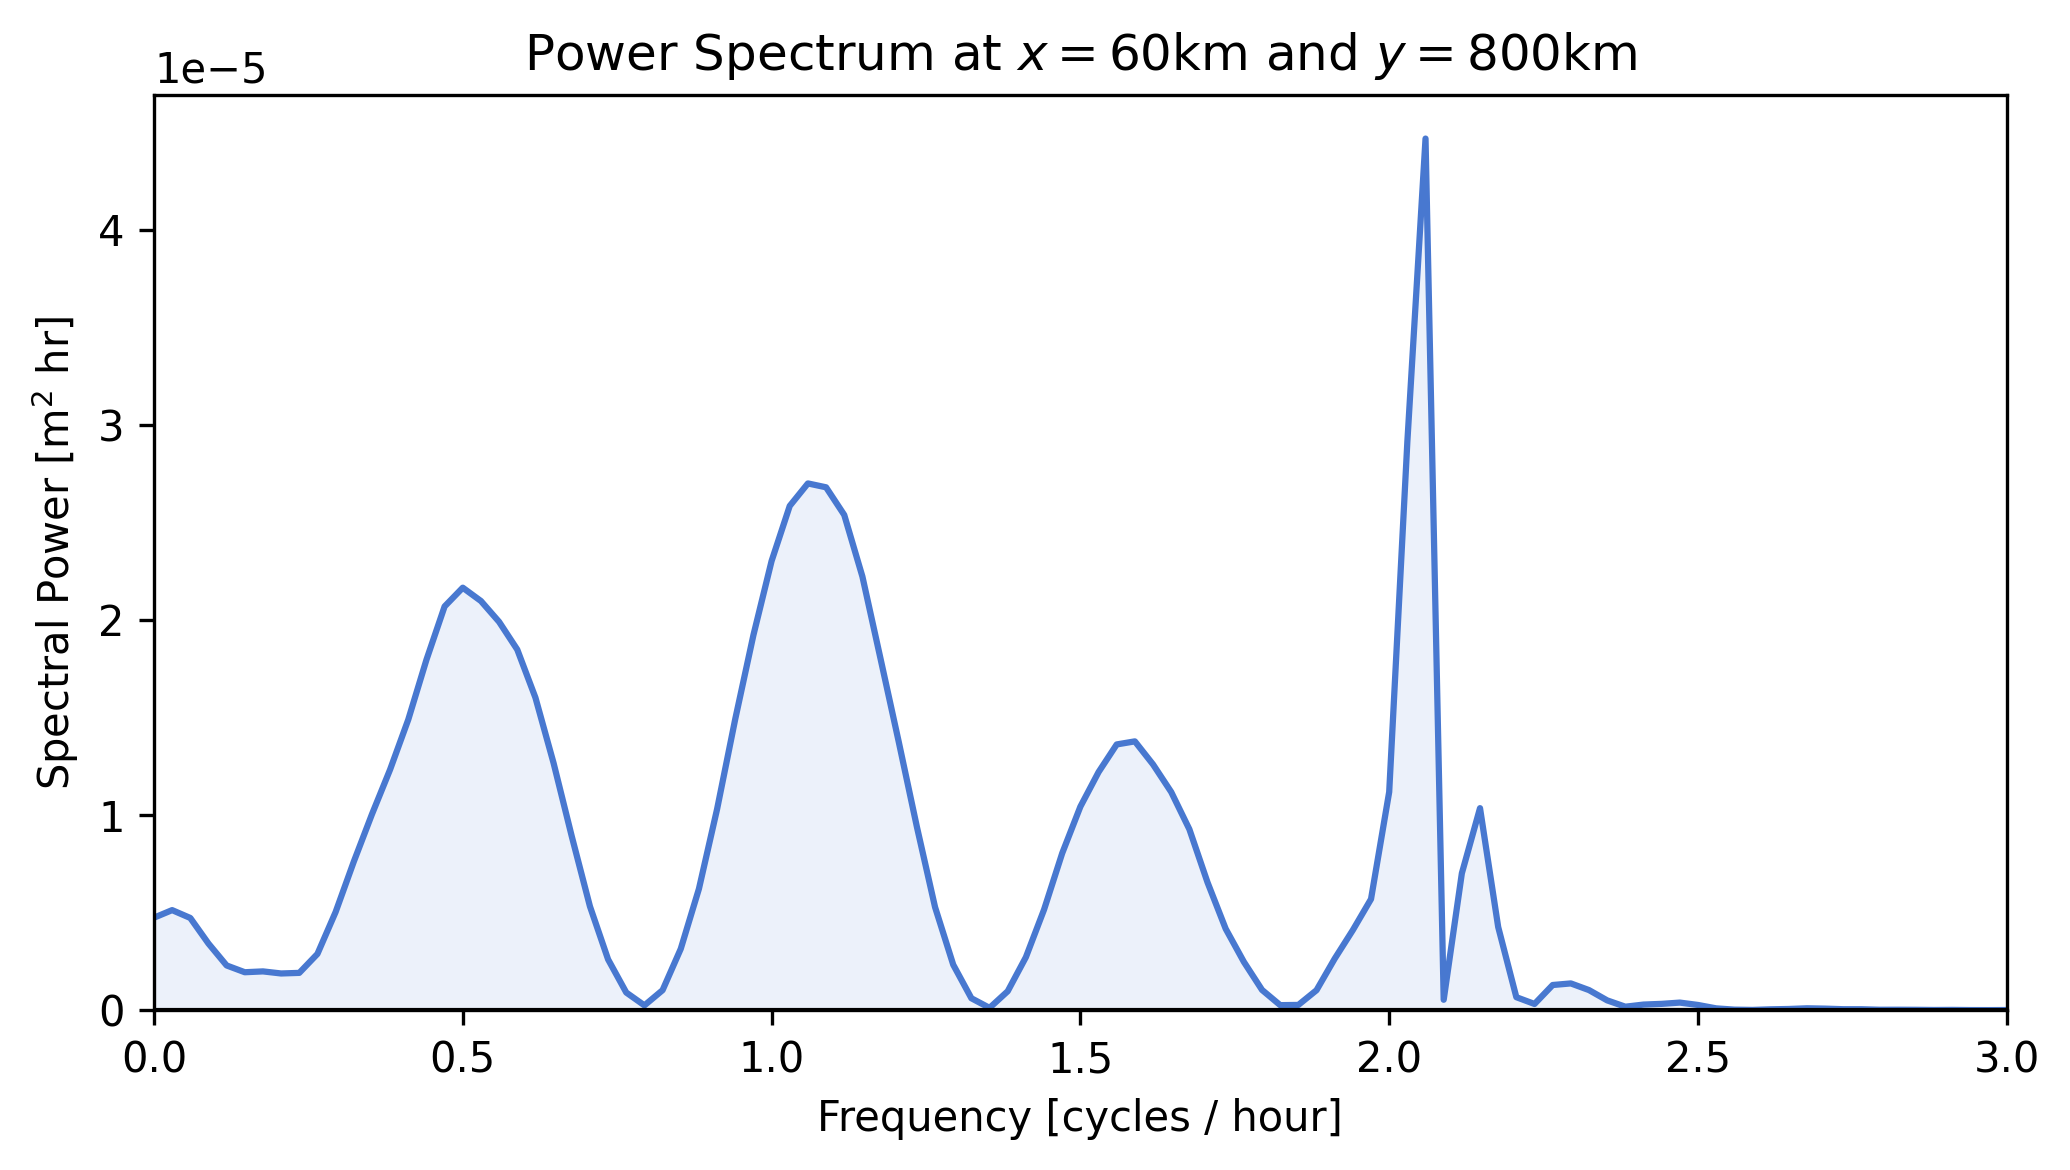 Power Spectrum at x = 60km and y = 800km
1e−5
4
3
2
1
0
Spectral Power [m² hr]
0.0 0.5 1.0 1.5 2.0 2.5 3.0
Frequency [cycles / hour]